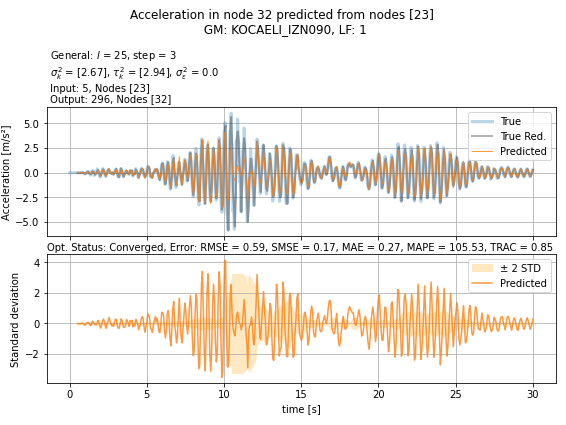 Acceleration in node 32 predicted from nodes [23]
GM: KOCAELI_IZN090, LF: 1
General: l = 25, step = 3
σ²ₖ = [2.67], τ²ₖ = [2.94], σ²ε = 0.0
Input: 5, Nodes [23]
Output: 296, Nodes [32]
Acceleration [m/s²]
5.0
2.5
0.0
−2.5
−5.0
True
True Red.
Predicted
Opt. Status: Converged, Error: RMSE = 0.59, SMSE = 0.17, MAE = 0.27, MAPE = 105.53, TRAC = 0.85
Standard deviation
4
2
0
−2
± 2 STD
Predicted
0 5 10 15 20 25 30
time [s]